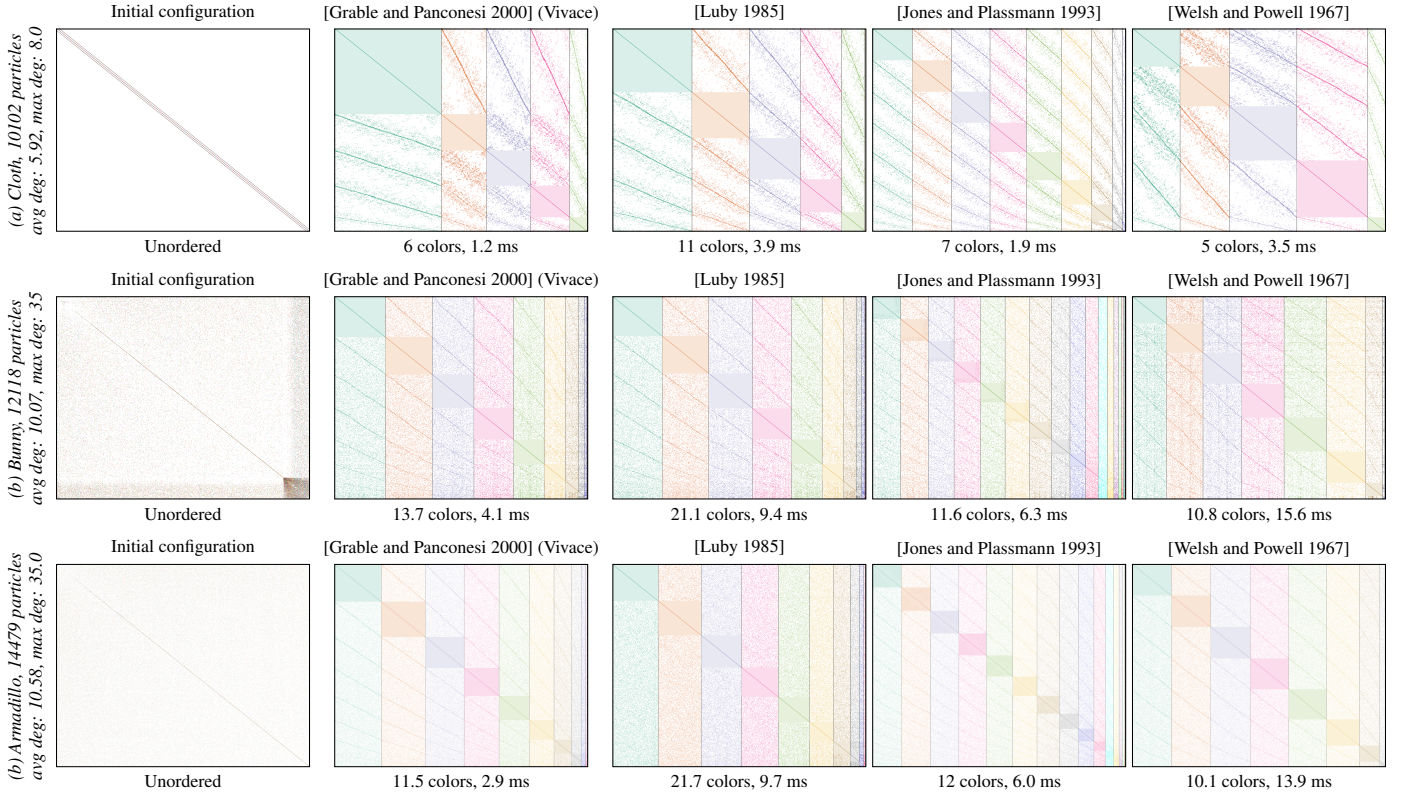 Initial configuration
[Grable and Panconesi 2000] (Vivace)
[Luby 1985]
[Jones and Plassmann 1993]
[Welsh and Powell 1967]
(a) Cloth, 10102 particles
avg deg: 5.92, max deg: 8.0
Unordered
6 colors, 1.2 ms
11 colors, 3.9 ms
7 colors, 1.9 ms
5 colors, 3.5 ms
Initial configuration
[Grable and Panconesi 2000] (Vivace)
[Luby 1985]
[Jones and Plassmann 1993]
[Welsh and Powell 1967]
(b) Bunny, 12118 particles
avg deg: 10.07, max deg: 35
Unordered
13.7 colors, 4.1 ms
21.1 colors, 9.4 ms
11.6 colors, 6.3 ms
10.8 colors, 15.6 ms
Initial configuration
[Grable and Panconesi 2000] (Vivace)
[Luby 1985]
[Jones and Plassmann 1993]
[Welsh and Powell 1967]
(b) Armadillo, 14479 particles
avg deg: 10.58, max deg: 35.0
Unordered
11.5 colors, 2.9 ms
21.7 colors, 9.7 ms
12 colors, 6.0 ms
10.1 colors, 13.9 ms